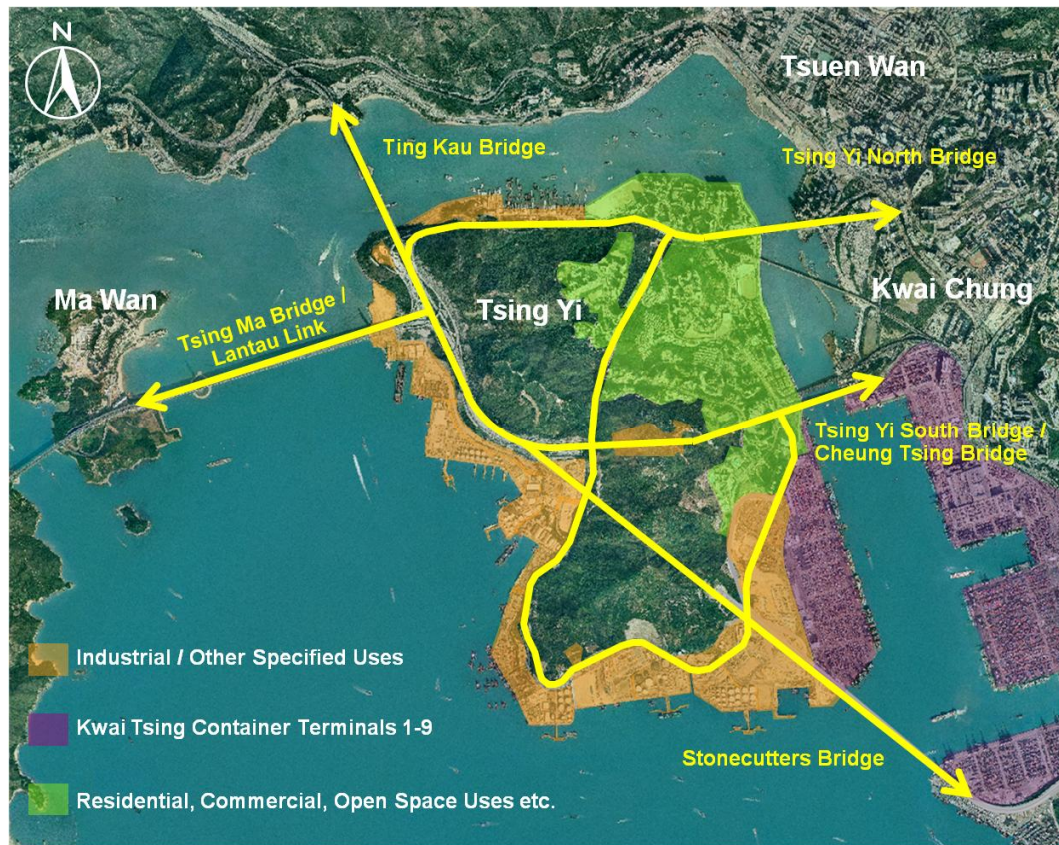 N
Tsuen Wan
Ting Kau Bridge
Tsing Yi North Bridge
Ma Wan
Tsing Yi
Kwai Chung
Tsing Ma Bridge /
Lantau Link
Tsing Yi South Bridge /
Cheung Tsing Bridge
Industrial / Other Specified Uses
Kwai Tsing Container Terminals 1-9
Stonecutters Bridge
Residential, Commercial, Open Space Uses etc.